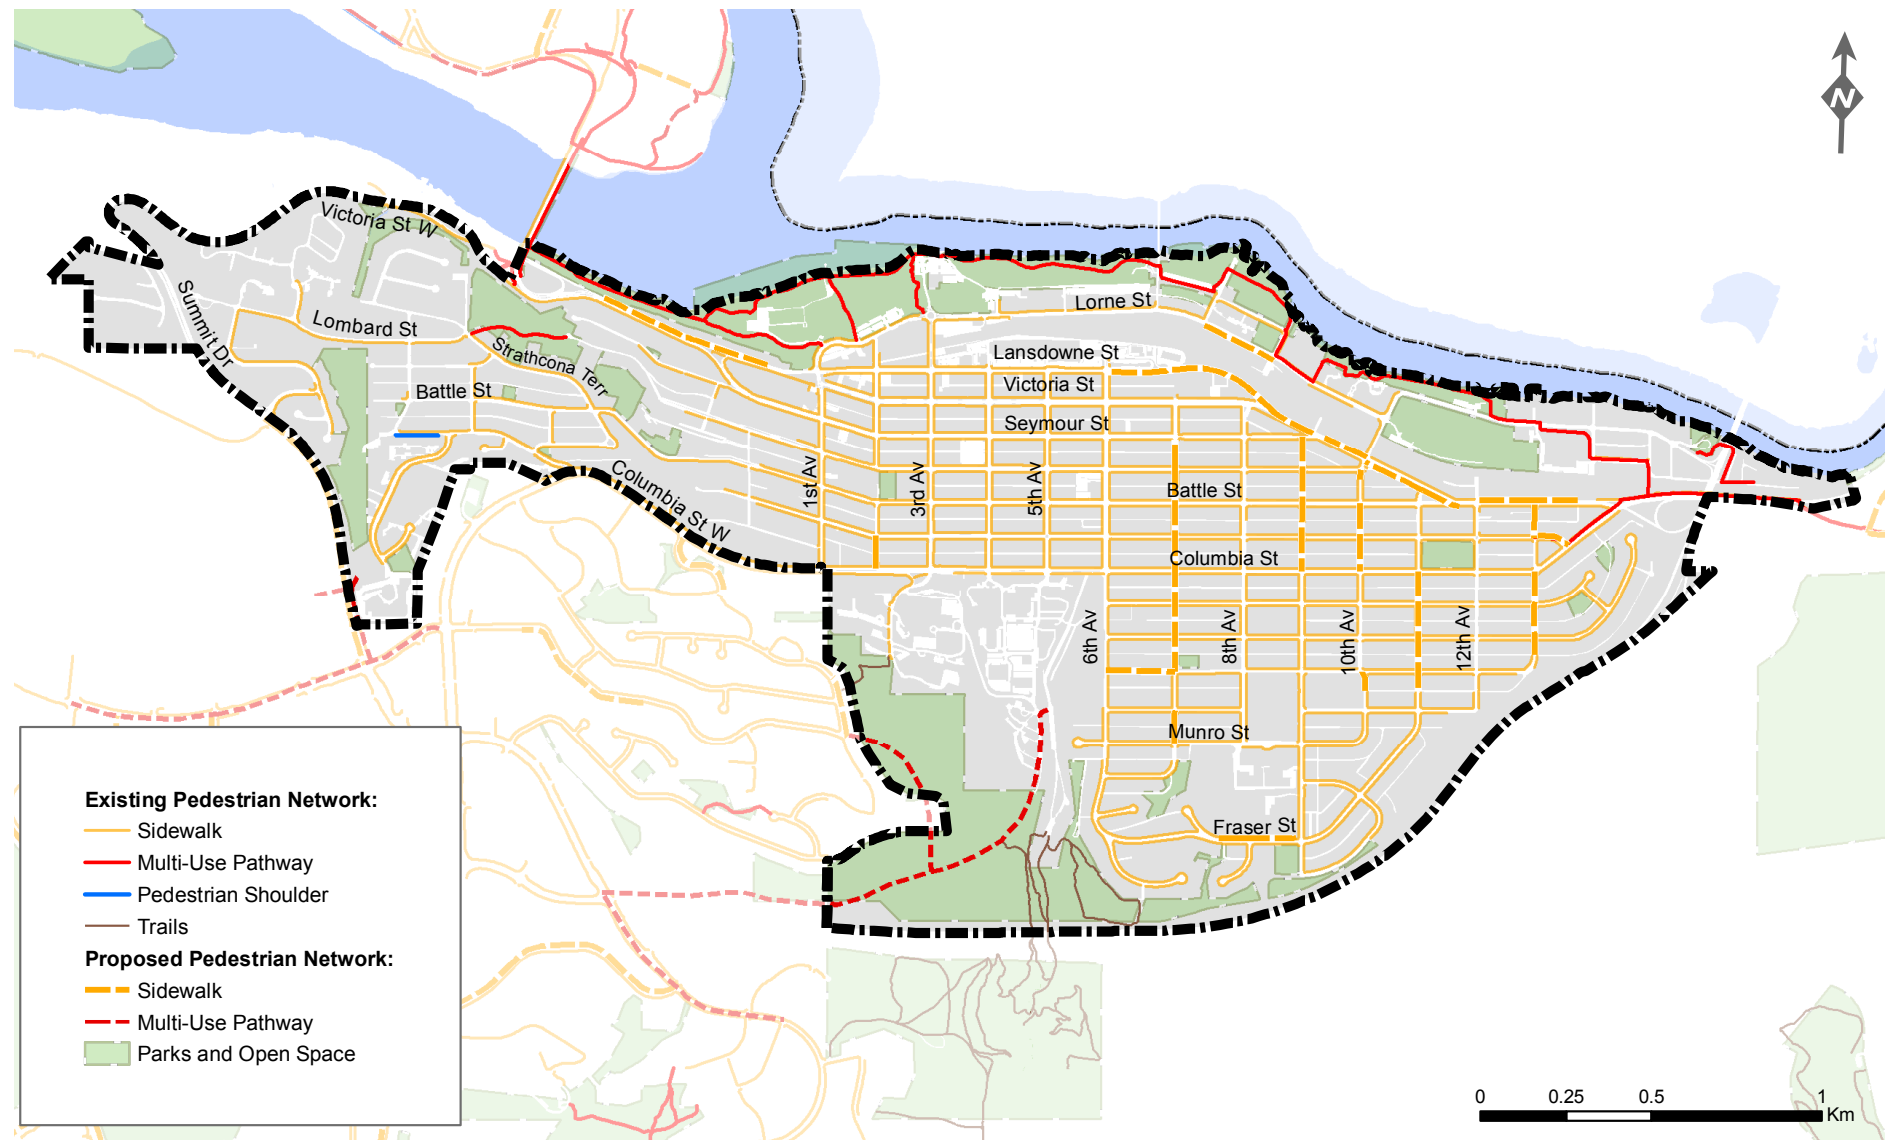 N
Victoria St W
Summit Dr
Lombard St
Strathcona Terr
Battle St
Columbia St W
Lorne St
Lansdowne St
Victoria St
Seymour St
1st Av
3rd Av
5th Av
Battle St
Columbia St
6th Av
8th Av
10th Av
12th Av
Munro St
Fraser St
Existing Pedestrian Network:
Sidewalk
Multi-Use Pathway
Pedestrian Shoulder
Trails
Proposed Pedestrian Network:
Sidewalk
Multi-Use Pathway
Parks and Open Space
0 0.25 0.5 1
Km